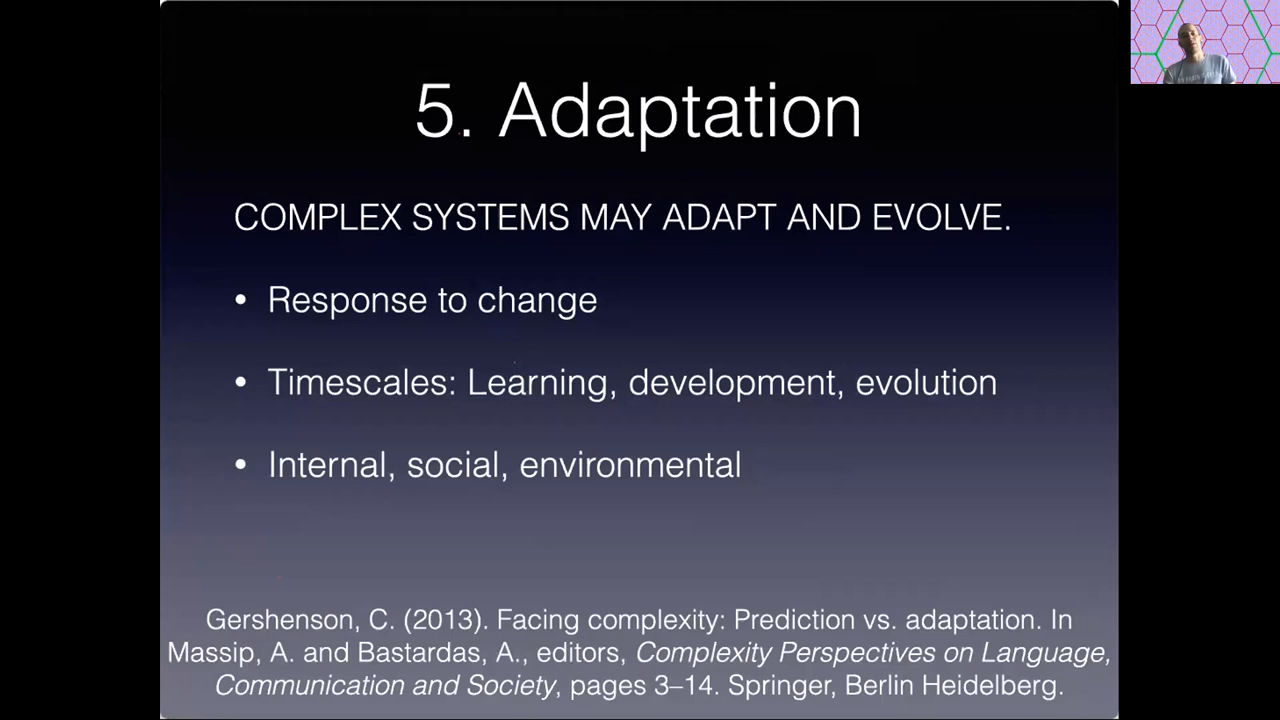 5. Adaptation
COMPLEX SYSTEMS MAY ADAPT AND EVOLVE.
• Response to change
• Timescales: Learning, development, evolution
• Internal, social, environmental
Gershenson, C. (2013). Facing complexity: Prediction vs. adaptation. In
Massip, A. and Bastardas, A., editors, Complexity Perspectives on Language,
Communication and Society, pages 3–14. Springer, Berlin Heidelberg.